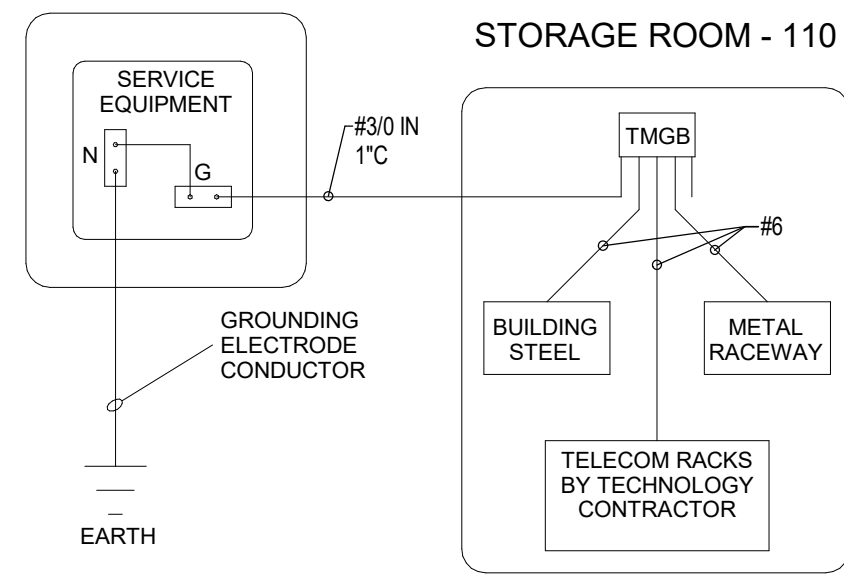 STORAGE ROOM - 110
SERVICE
EQUIPMENT
N
G
#3/0 IN
1"C
TMGB
#6
BUILDING
STEEL
METAL
RACEWAY
GROUNDING
ELECTRODE
CONDUCTOR
TELECOM RACKS
BY TECHNOLOGY
CONTRACTOR
EARTH